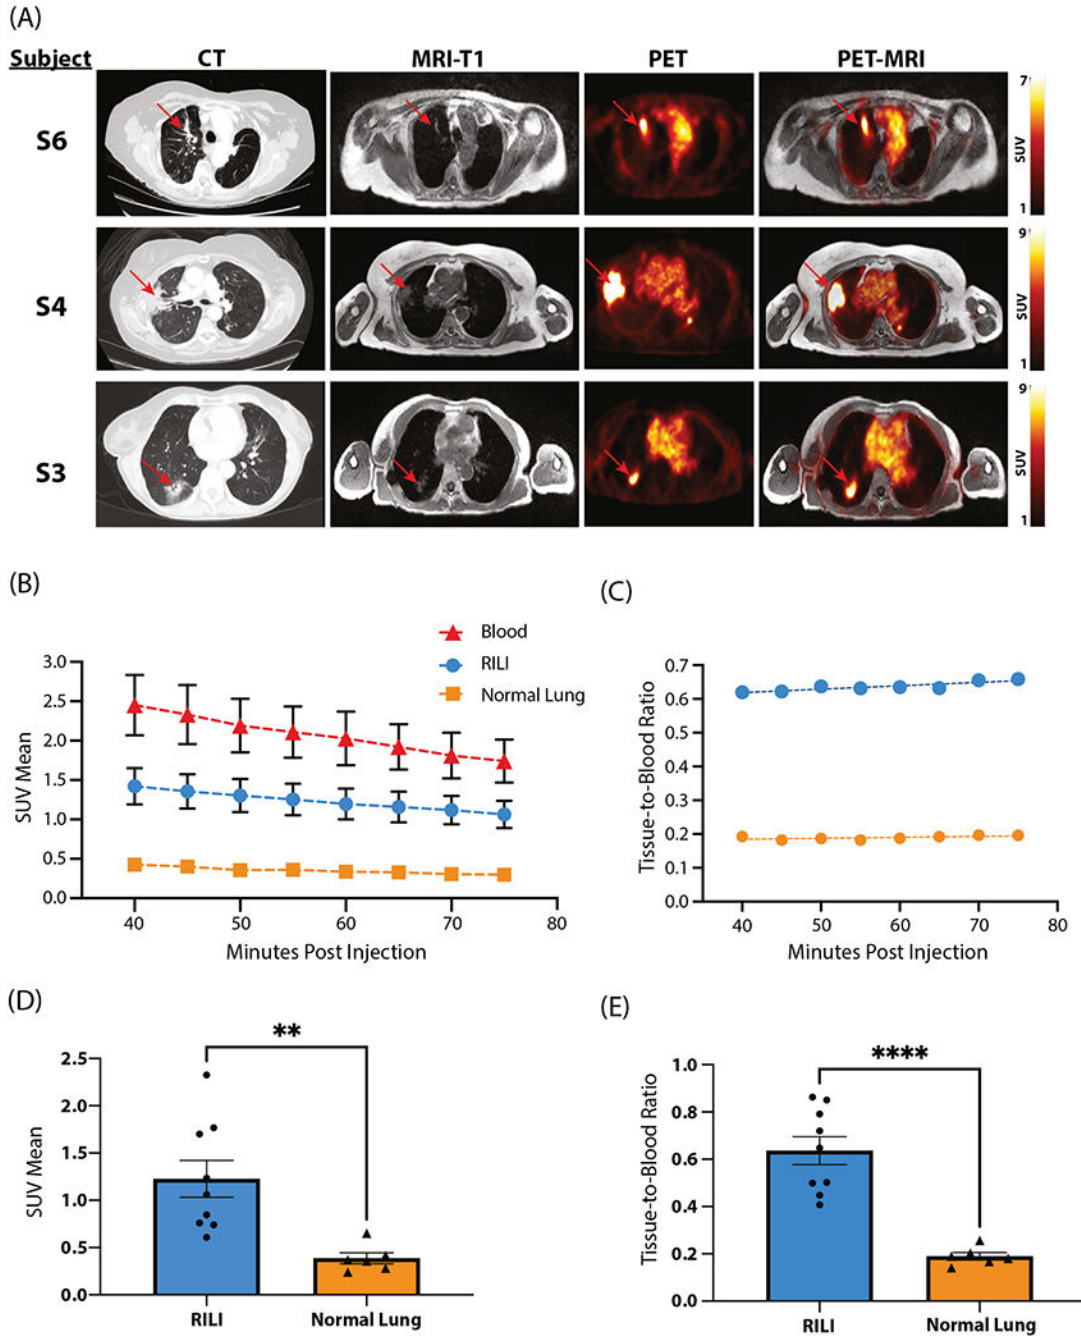 (A)
Subject CT MRI-T1 PET PET-MRI
S6
7
SUV
1
S4
9
SUV
1
S3
9
SUV
1
(B)
Blood
RILI
Normal Lung
3.0
2.5
2.0
1.5
1.0
0.5
0.0
SUV Mean
40 50 60 70 80
Minutes Post Injection
(C)
0.7
0.6
0.5
0.4
0.3
0.2
0.1
0.0
Tissue-to-Blood Ratio
40 50 60 70 80
Minutes Post Injection
(D)
**
2.5
2.0
1.5
1.0
0.5
0.0
SUV Mean
RILI Normal Lung
(E)
****
1.0
0.8
0.6
0.4
0.2
0.0
Tissue-to-Blood Ratio
RILI Normal Lung